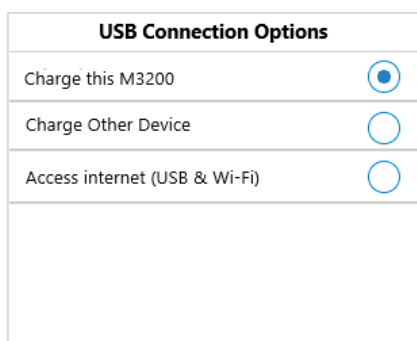 USB Connection Options
Charge this M3200
Charge Other Device
Access internet (USB & Wi-Fi)